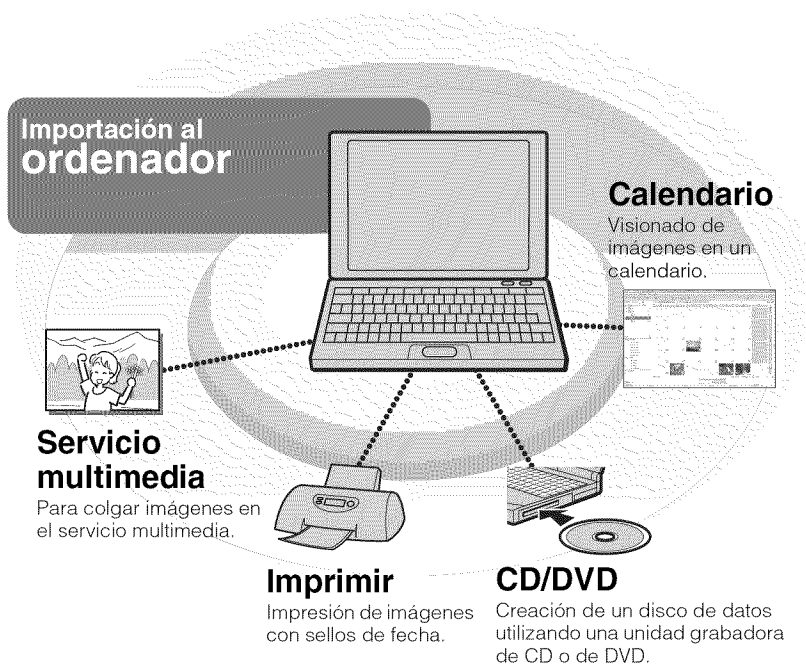 Importación al
ordenador
Calendario
Visionado de
imágenes en un
calendario.
Servicio
multimedia
Para colgar imágenes en
el servicio multimedia.
Imprimir
Impresión de imágenes
con sellos de fecha.
CD/DVD
Creación de un disco de datos
utilizando una unidad grabadora
de CD o de DVD.